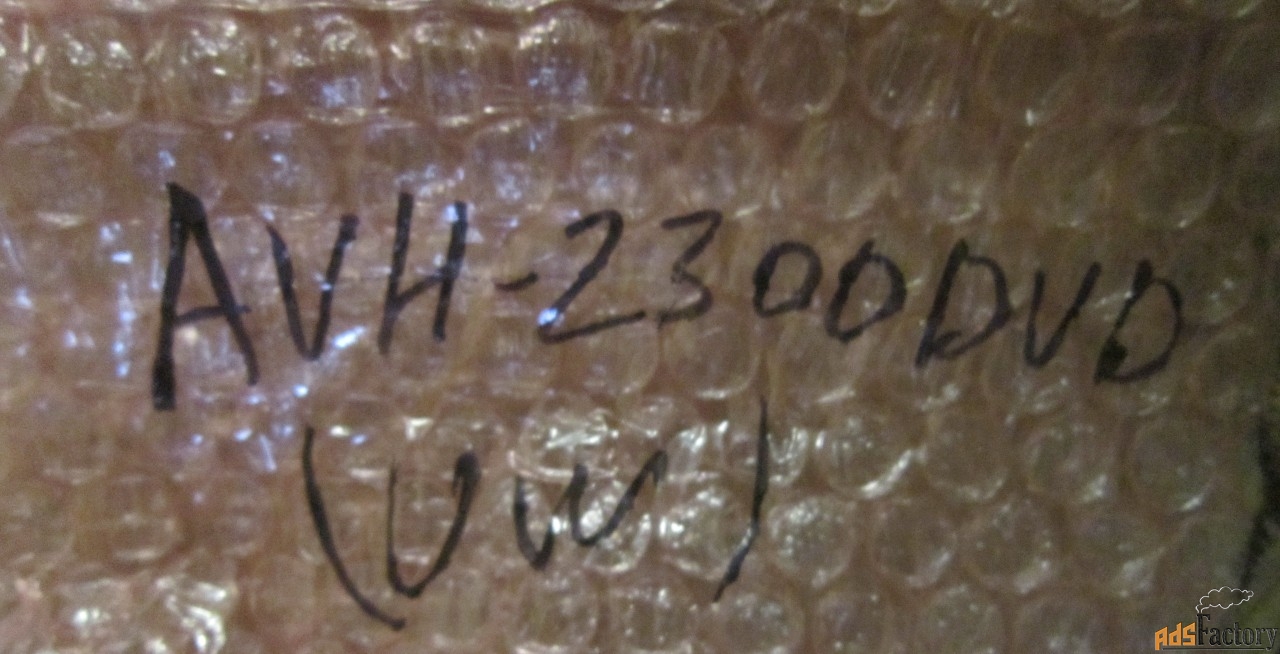 AVH-2300DVD
(UW)
AdsFactory